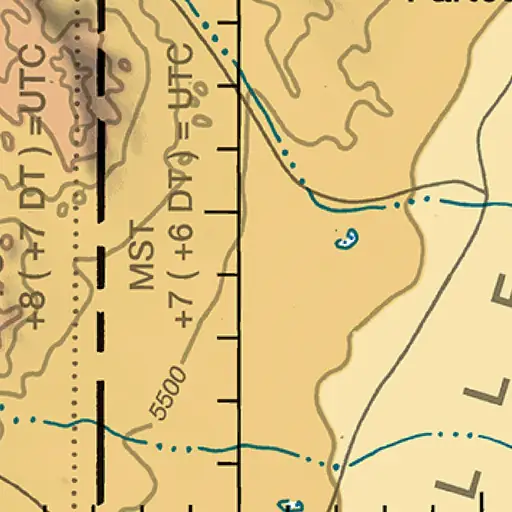 +8 (+7 DT) =UTC
MST
+7 (+6 DT) = UTC
5500
L
L